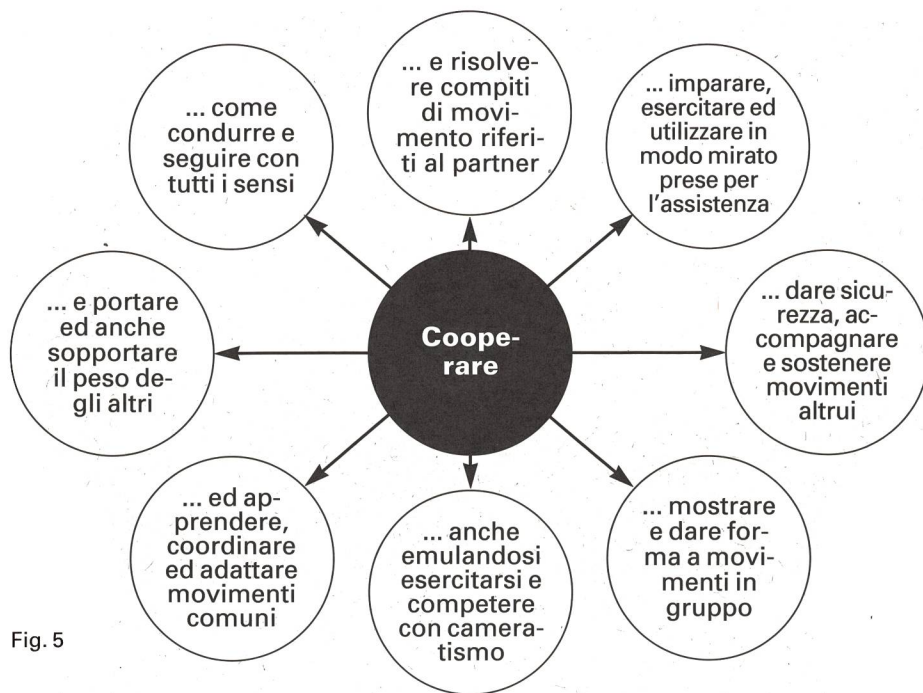 ... e risolve-
re compiti
di movi-
mento riferi-
ti al partner
... imparare,
esercitare ed
utilizzare in
modo mirato
prese per
l'assistenza
... dare sicu-
rezza, ac-
compagnare
e sostenere
movimenti
altrui
... mostrare
e dare for-
ma a movi-
menti in
gruppo
... anche
emulandosi
esercitarsi e
competere
con camera-
tismo
... ed ap-
prendere,
coordinare
ed adattare
movimenti
comuni
... e portare
ed anche
sopportare
il peso de-
gli altri
... come
condurre e
seguire con
tutti i sensi
Coope-
rare
Fig. 5